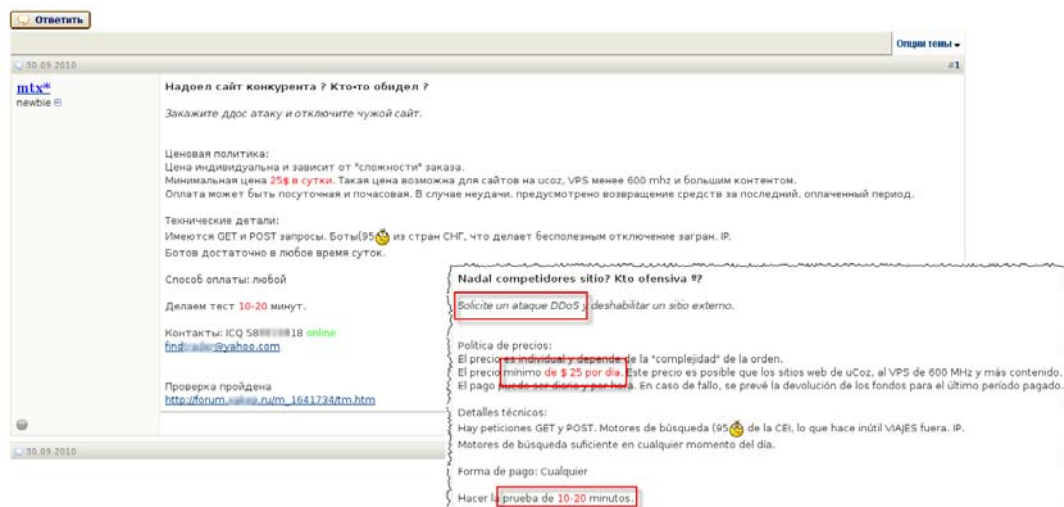 Ответить
Опции темы
30.09.2010
#1
mtx*
newbie
Надоел сайт конкурента ? Кто-то обидел ?
Закажите ддос атаку и отключите чужой сайт.
Ценовая политика:
Цена индивидуальна и зависит от "сложности" заказа.
Минимальная цена 25$ в сутки. Такая цена возможна для сайтов на ucoz, VPS менее 600 mhz и большим контентом.
Оплата может быть посуточная и почасовая. В случае неудачи, предусмотрено возвращение средств за последний, оплаченный период.
Технические детали:
Имеются GET и POST запросы. Боты(95 из стран СНГ, что делает бесполезным отключение загран. IP.
Ботов достаточно в любое время суток.
Способ оплаты: любой
Делаем тест 10-20 минут.
Контакты: ICQ 58 18 online
find @yahoo.com
Проверка пройдена
http://forum. .ru/m_1641734/tm.htm
30.09.2010
Nadal competidores sitio? Kto ofensiva º?
Solicite un ataque DDoS y deshabilitar un sitio externo.
Política de precios:
El precio es individual y depende de la "complejidad" de la orden.
El precio mínimo de $ 25 por día. Este precio es posible que los sitios web de uCoz, al VPS de 600 MHz y más contenido.
El pago puede ser diaria y por hora. En caso de fallo, se prevé la devolución de los fondos para el último período pagado.
Detalles técnicos:
Hay peticiones GET y POST. Motores de búsqueda (95 de la CEI, lo que hace inútil VIAJES fuera. IP.
Motores de búsqueda suficiente en cualquier momento del día.
Forma de pago: Cualquier
Hacer la prueba de 10-20 minutos.